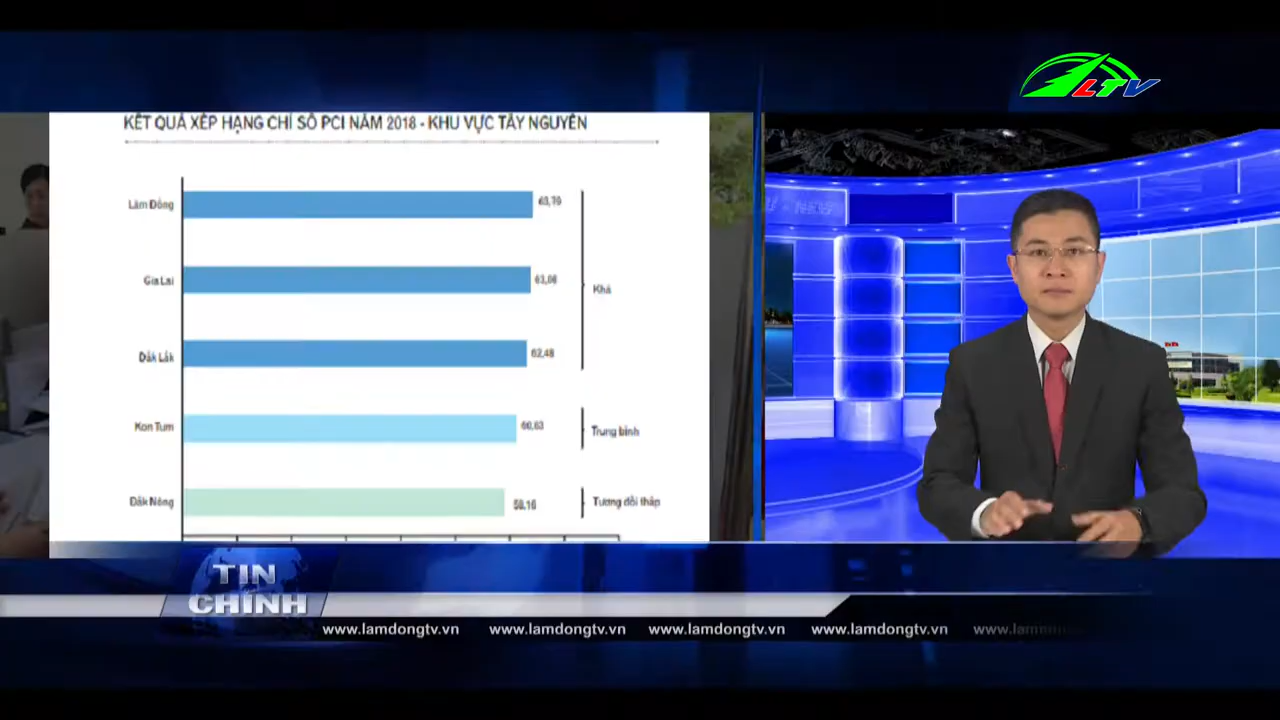 LTV
KẾT QUẢ XẾP HẠNG CHỈ SỐ PCI NĂM 2018 - KHU VỰC TÂY NGUYÊN
Lâm Đồng 63,79
Gia Lai 63,08
Khá
Đắk Lắk 62,48
Kon Tum
Trung bình
Đắk Nông 58,16
Tương đối thấp
TIN
CHÍNH
www.lamdongtv.vn www.lamdongtv.vn www.lamdongtv.vn www.lamdongtv.vn